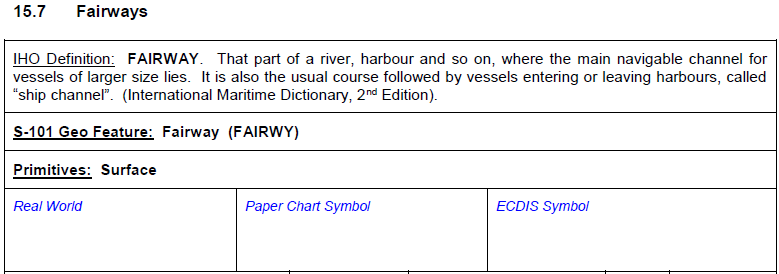 15.7 Fairways
IHO Definition: FAIRWAY. That part of a river, harbour and so on, where the main navigable channel for
vessels of larger size lies. It is also the usual course followed by vessels entering or leaving harbours, called
“ship channel”. (International Maritime Dictionary, 2nd Edition).
S-101 Geo Feature: Fairway (FAIRWY)
Primitives: Surface
Real World Paper Chart Symbol ECDIS Symbol